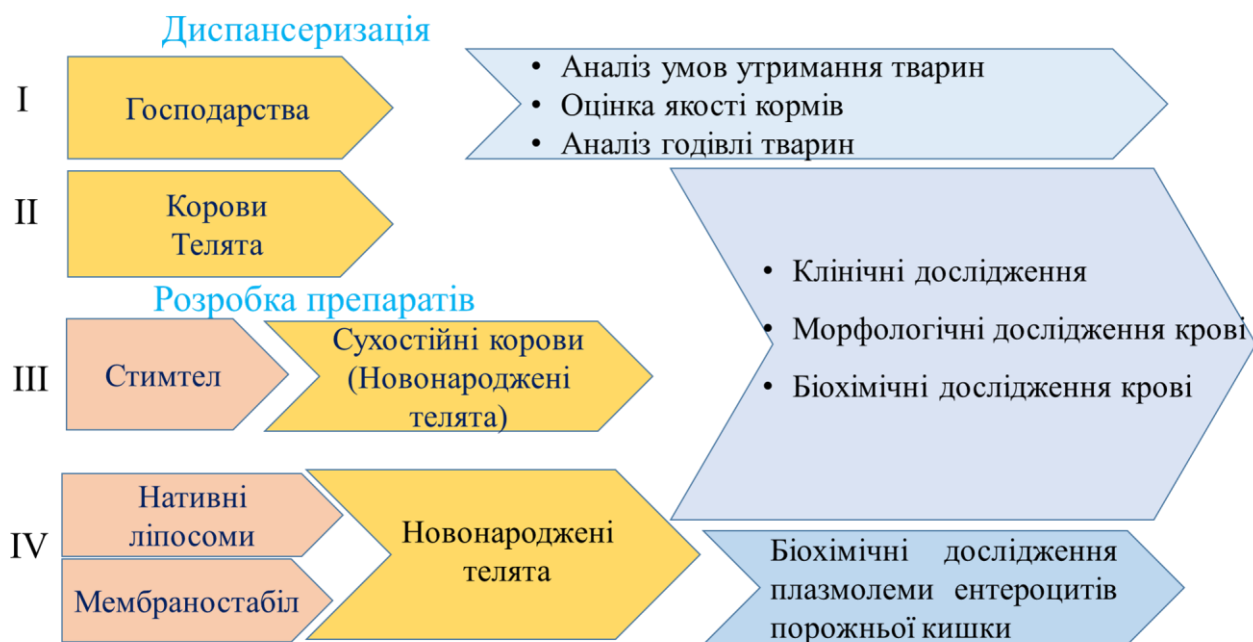 Диспансеризація
I
Господарства
• Аналіз умов утримання тварин
• Оцінка якості кормів
• Аналіз годівлі тварин
II
Корови
Телята
• Клінічні дослідження
• Морфологічні дослідження крові
• Біохімічні дослідження крові
Розробка препаратів
III
Стимтел
Сухостійні корови
(Новонароджені
телята)
IV
Нативні
ліпосоми
Мембраностабіл
Новонароджені
телята
Біохімічні дослідження
плазмолеми ентероцитів
порожньої кишки